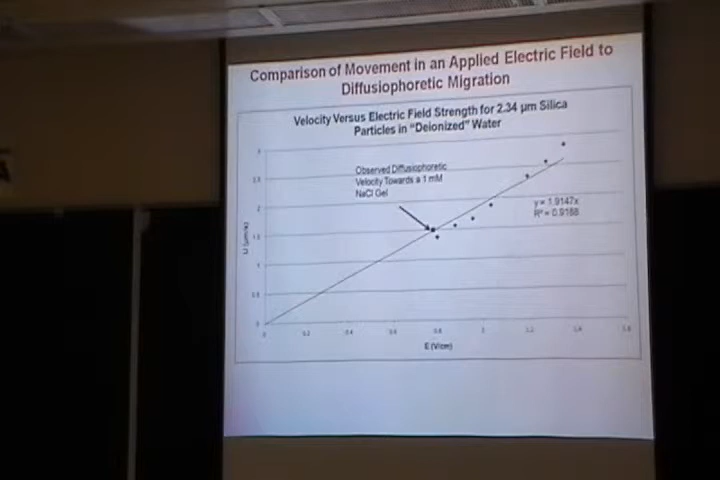 Comparison of Movement in an Applied Electric Field to
Diffusiophoretic Migration
Velocity Versus Electric Field Strength for 2.34 µm Silica
Particles in "Deionized" Water
Observed Diffusiophoretic
Velocity Towards a 1 mM
NaCl Gel
y = 1.9147x
R² = 0.9188
2
1.5
1
0.5
0
0 0.2 0.4 0.6 0.8 1 1.2 1.4 1.6
E (V/cm)